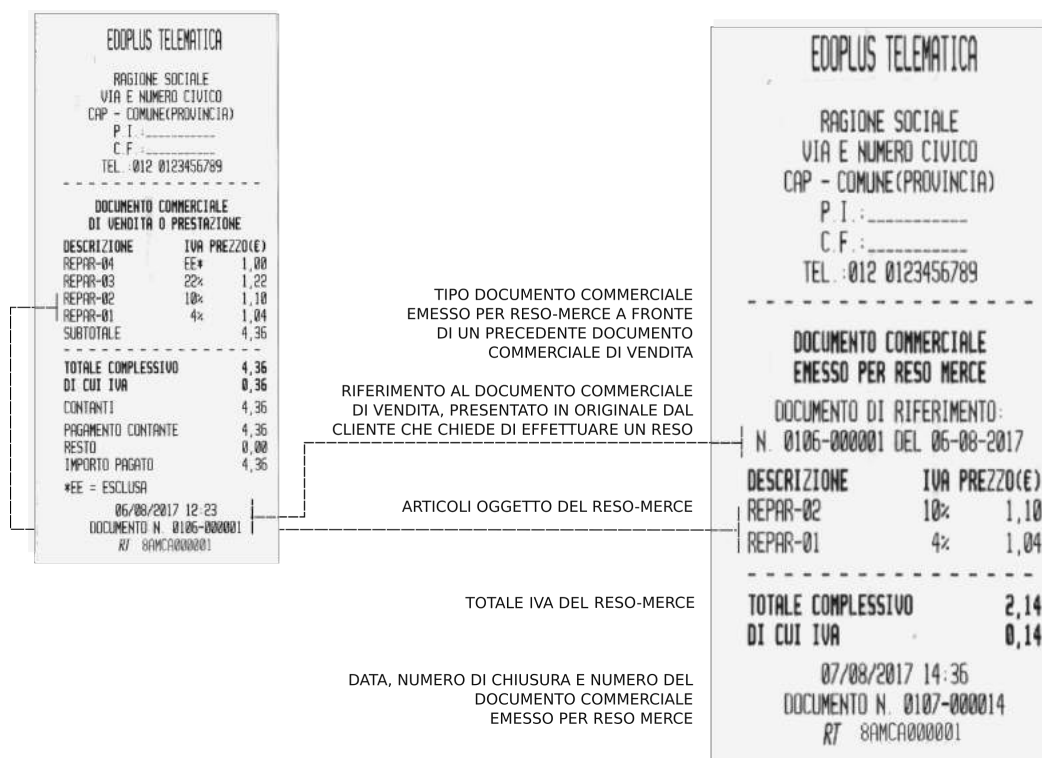 EDOPLUS TELEMATICA
RAGIONE SOCIALE
VIA E NUMERO CIVICO
CAP - COMUNE(PROVINCIA)
P.I.:___________
C.F.:___________
TEL.:012 0123456789
- - - - - - - - - - - - - - - - - -
DOCUMENTO COMMERCIALE
DI VENDITA O PRESTAZIONE
DESCRIZIONE IVA PREZZO(€)
REPAR-04 EE* 1,00
REPAR-03 22% 1,22
REPAR-02 10% 1,10
REPAR-01 4% 1,04
SUBTOTALE 4,36
- - - - - - - - - - - - - - - - - -
TOTALE COMPLESSIVO 4,36
DI CUI IVA 0,36
CONTANTI 4,36
PAGAMENTO CONTANTE 4,36
RESTO 0,00
IMPORTO PAGATO 4,36
*EE = ESCLUSA
06/08/2017 12:23
DOCUMENTO N. 0106-000001
RT 8AMCA000001
TIPO DOCUMENTO COMMERCIALE
EMESSO PER RESO-MERCE A FRONTE
DI UN PRECEDENTE DOCUMENTO
COMMERCIALE DI VENDITA
RIFERIMENTO AL DOCUMENTO COMMERCIALE
DI VENDITA, PRESENTATO IN ORIGINALE DAL
CLIENTE CHE CHIEDE DI EFFETTUARE UN RESO
ARTICOLI OGGETTO DEL RESO-MERCE
TOTALE IVA DEL RESO-MERCE
DATA, NUMERO DI CHIUSURA E NUMERO DEL
DOCUMENTO COMMERCIALE
EMESSO PER RESO MERCE
EDOPLUS TELEMATICA
RAGIONE SOCIALE
VIA E NUMERO CIVICO
CAP - COMUNE(PROVINCIA)
P.I.:___________
C.F.:___________
TEL.:012 0123456789
- - - - - - - - - - - - - - - - - -
DOCUMENTO COMMERCIALE
EMESSO PER RESO MERCE
DOCUMENTO DI RIFERIMENTO:
N. 0106-000001 DEL 06-08-2017
DESCRIZIONE IVA PREZZO(€)
REPAR-02 10% 1,10
REPAR-01 4% 1,04
- - - - - - - - - - - - - - - - - -
TOTALE COMPLESSIVO 2,14
DI CUI IVA 0,14
07/08/2017 14:36
DOCUMENTO N. 0107-000014
RT 8AMCA000001